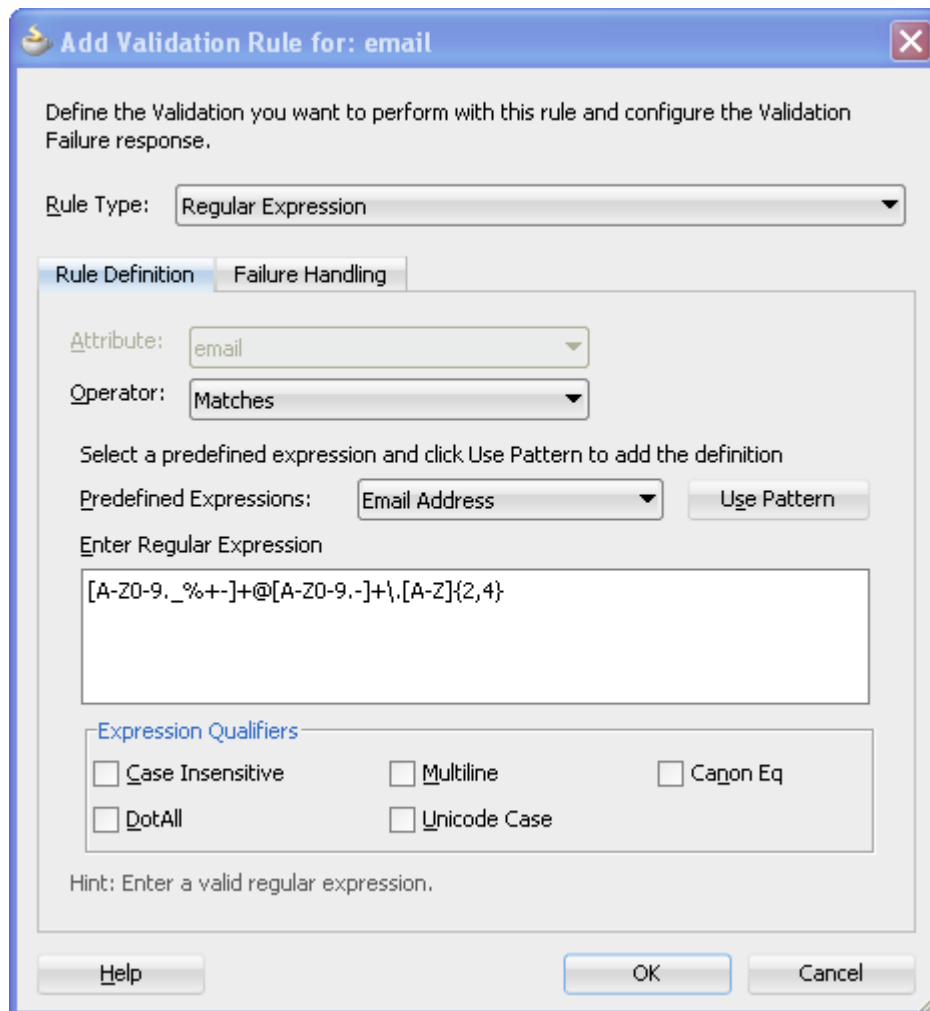 Add Validation Rule for: email
Define the Validation you want to perform with this rule and configure the Validation
Failure response.
Rule Type: Regular Expression
Rule Definition Failure Handling
Attribute: email
Operator: Matches
Select a predefined expression and click Use Pattern to add the definition
Predefined Expressions: Email Address Use Pattern
Enter Regular Expression
[A-Z0-9._%+-]+@[A-Z0-9.-]+\.[A-Z]{2,4}
Expression Qualifiers
Case Insensitive Multiline Canon Eq
DotAll Unicode Case
Hint: Enter a valid regular expression.
Help OK Cancel